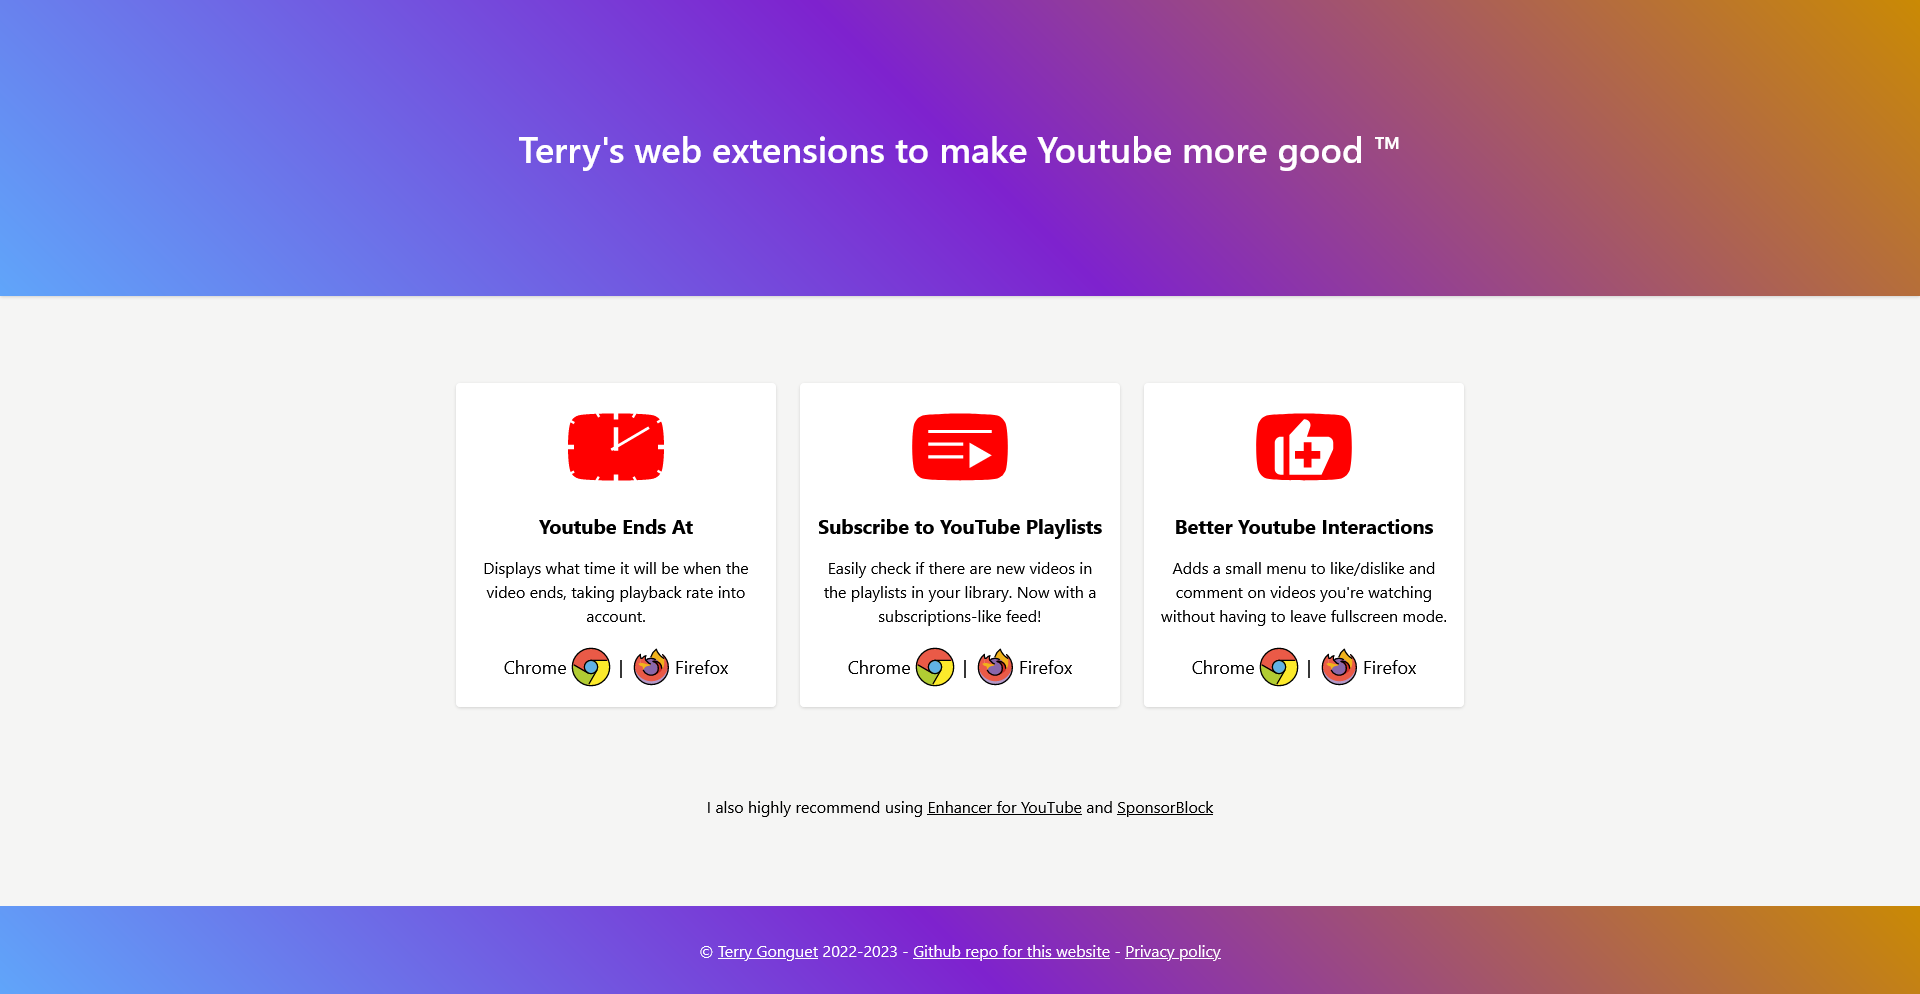 Terry's web extensions to make Youtube more good ™
Youtube Ends At
Displays what time it will be when the
video ends, taking playback rate into
account.
Chrome | Firefox
Subscribe to YouTube Playlists
Easily check if there are new videos in
the playlists in your library. Now with a
subscriptions-like feed!
Chrome | Firefox
Better Youtube Interactions
Adds a small menu to like/dislike and
comment on videos you're watching
without having to leave fullscreen mode.
Chrome | Firefox
I also highly recommend using Enhancer for YouTube and SponsorBlock
© Terry Gonguet 2022-2023 - Github repo for this website - Privacy policy